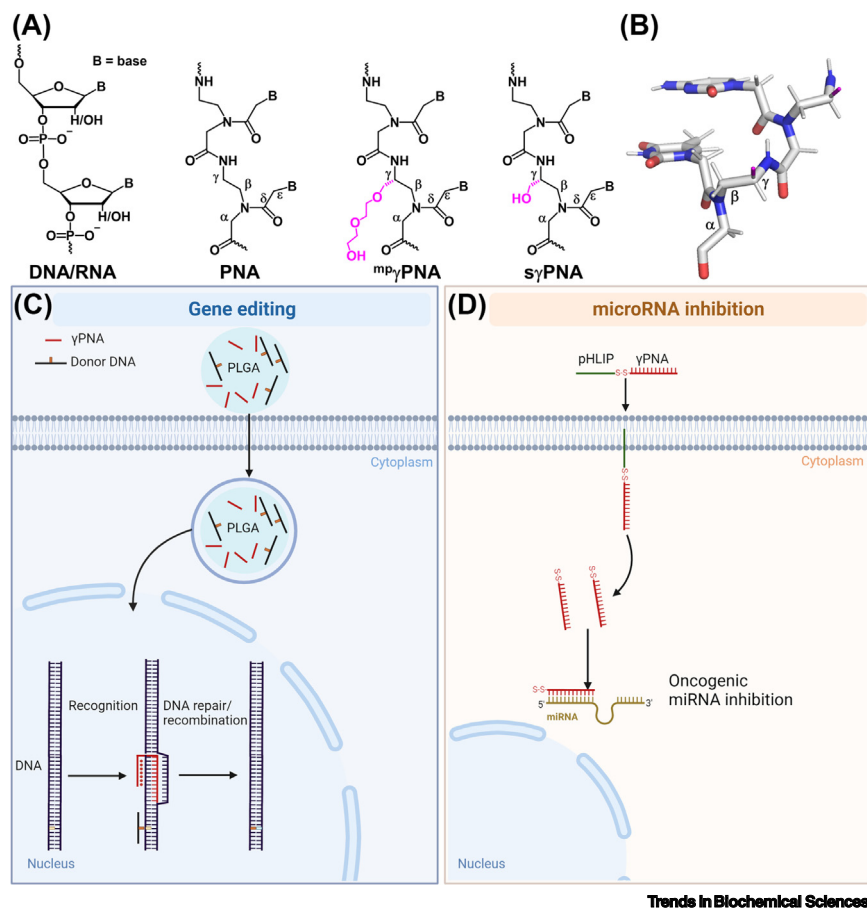 (A)
B = base
O
O
B
H/OH
O
O=P-O⁻
O
O
B
H/OH
O
O=P-O⁻
O
DNA/RNA
NH
B
N
O
O
NH
γ
β
B
N
δ
ε
α
O
O
PNA
NH
B
N
O
O
NH
γ
β
B
O
N
δ
ε
O
α
O
OH
O
mpγPNA
NH
B
N
O
O
NH
γ
β
B
HO
N
δ
ε
α
O
O
sγPNA
(B)
γ
β
α
(C)
Gene editing
γPNA
Donor DNA
PLGA
Cytoplasm
PLGA
Recognition
DNA repair/
recombination
DNA
Nucleus
(D)
microRNA inhibition
pHLIP
γPNA
S-S
Cytoplasm
S-S
S-S
S-S
S-S
5′
3′
miRNA
Oncogenic
miRNA inhibition
Nucleus
Trends in Biochemical Sciences